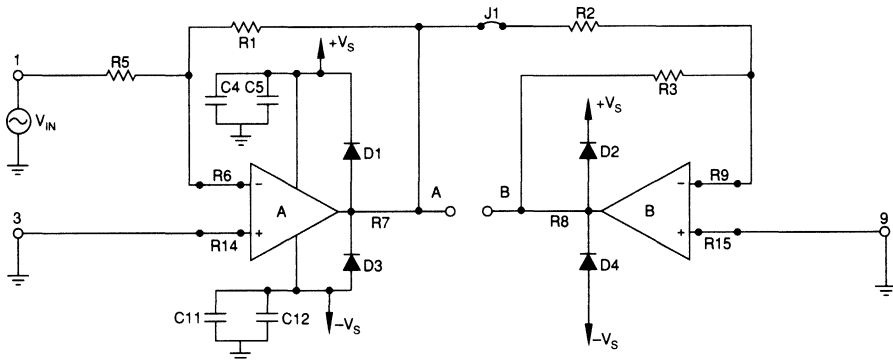 J1
R2
R1
+VS
1
R5
R3
C4 C5
+VS
VIN
D1
D2
R6
−
A
B
−
R9
A
B
R7
R8
3
9
R14
+
+
R15
D3
D4
C11
C12
−VS
−VS